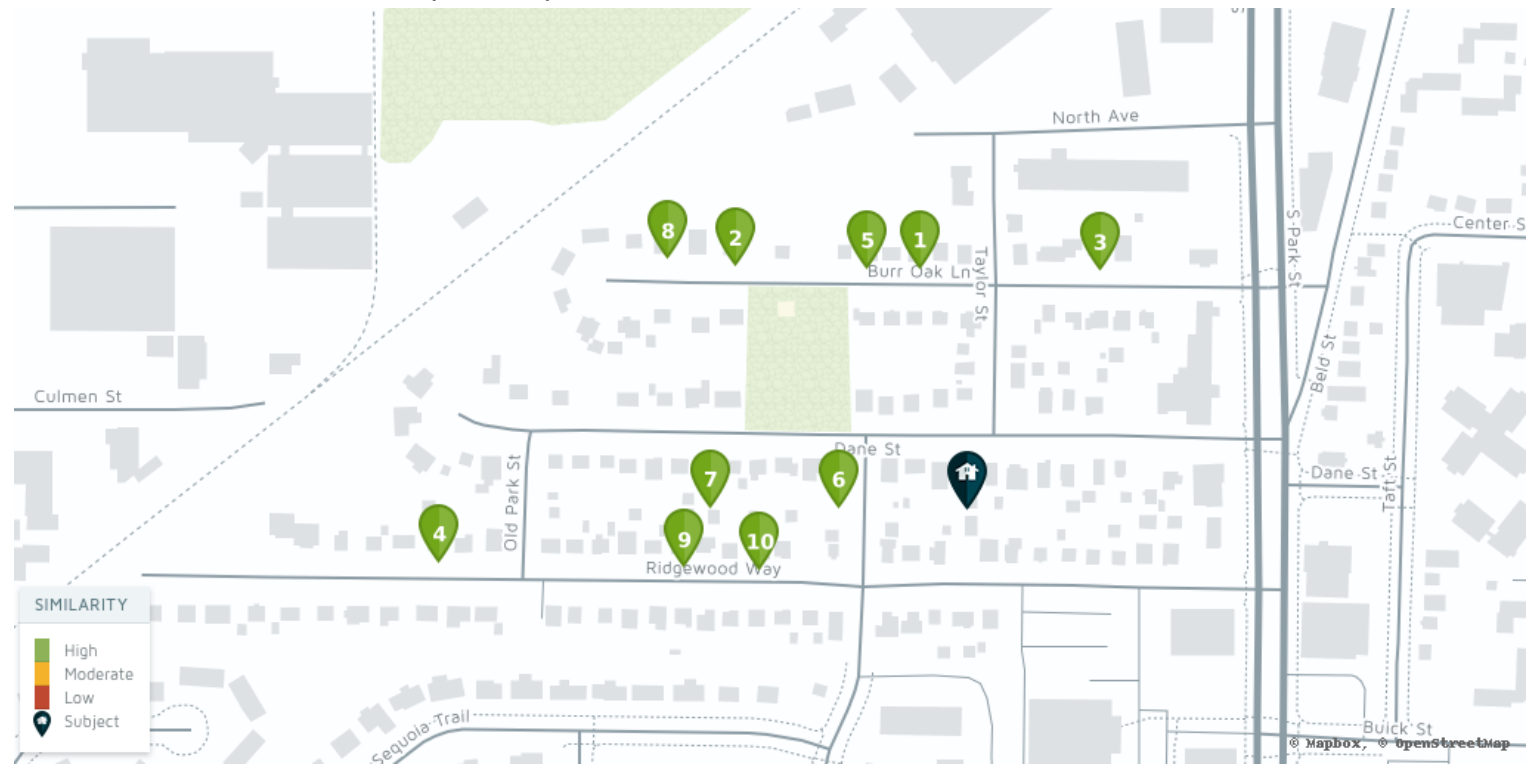 North Ave
S Park St
Center S
8
2
5
1
3
Burr Oak Ln
Taylor St
Beld St
Culmen St
Dane St
7
6
Dane St
Taft St
Old Park St
4
9
10
Ridgewood Way
SIMILARITY
High
Moderate
Low
Subject
Sequoia Trail
Buick St
© Mapbox, © OpenStreetMap